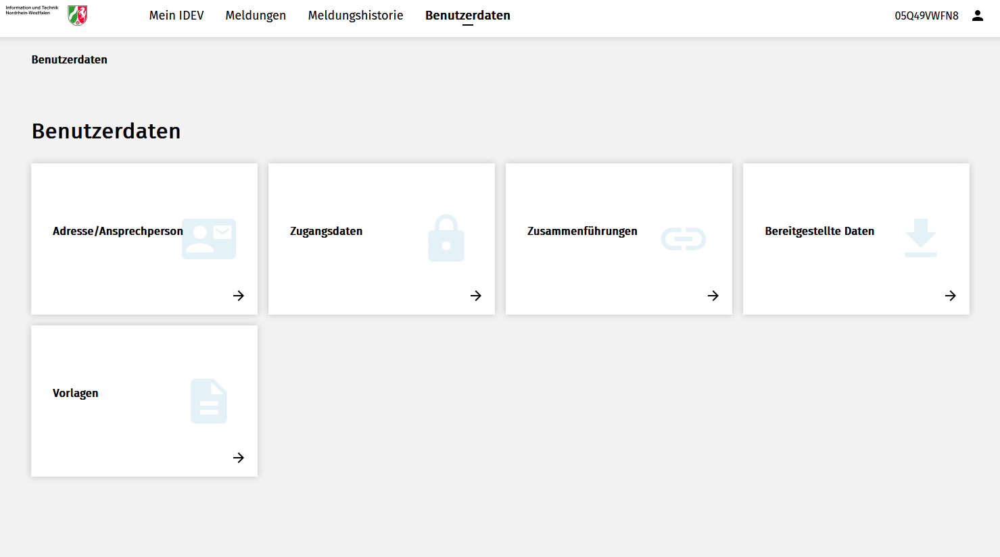 Information und Technik
Nordrhein-Westfalen
Mein IDEV
Meldungen
Meldungshistorie
Benutzerdaten
05Q49VWFN8
Benutzerdaten
Benutzerdaten
Adresse/Ansprechperson
Zugangsdaten
Zusammenführungen
Bereitgestellte Daten
Vorlagen